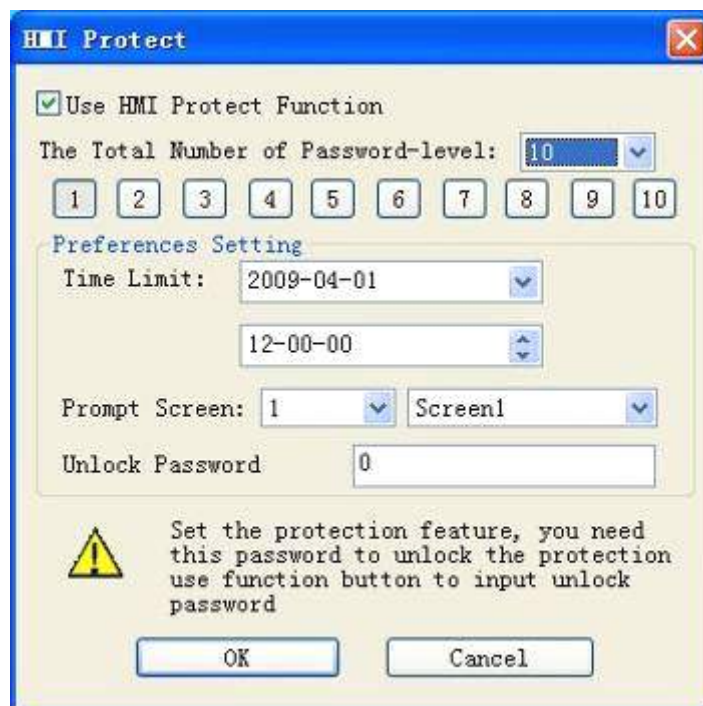 HMI Protect
Use HMI Protect Function
The Total Number of Password-level: 10
1 2 3 4 5 6 7 8 9 10
Preferences Setting
Time Limit: 2009-04-01
12-00-00
Prompt Screen: 1 Screen1
Unlock Password 0
Set the protection feature, you need
this password to unlock the protection
use function button to input unlock
password
OK Cancel